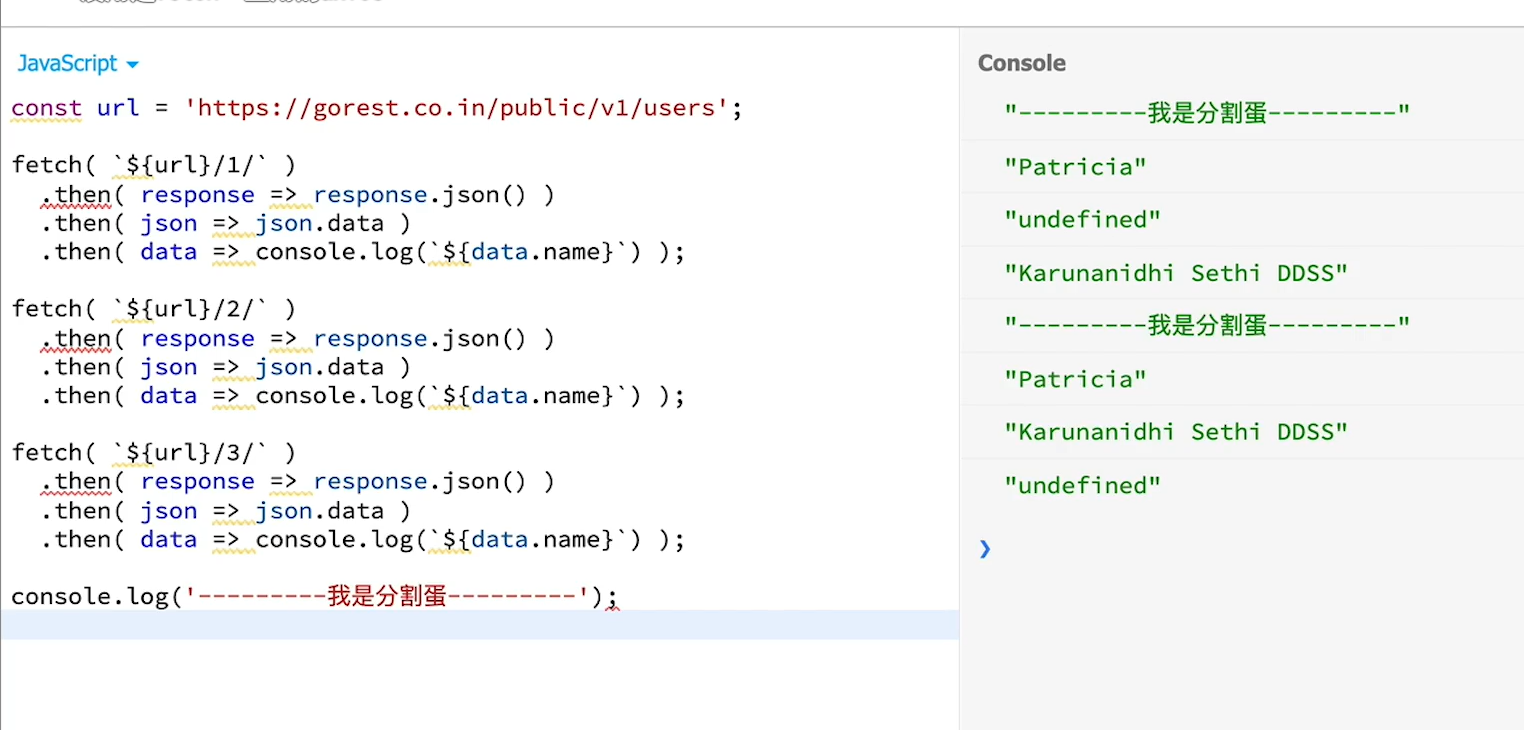 JavaScript
const url = 'https://gorest.co.in/public/v1/users';
fetch( `${url}/1/` )
.then( response => response.json() )
.then( json => json.data )
.then( data => console.log(`${data.name}`) );
fetch( `${url}/2/` )
.then( response => response.json() )
.then( json => json.data )
.then( data => console.log(`${data.name}`) );
fetch( `${url}/3/` )
.then( response => response.json() )
.then( json => json.data )
.then( data => console.log(`${data.name}`) );
console.log('---------我是分割蛋---------');
Console
"---------我是分割蛋---------"
"Patricia"
"undefined"
"Karunanidhi Sethi DDSS"
"---------我是分割蛋---------"
"Patricia"
"Karunanidhi Sethi DDSS"
"undefined"